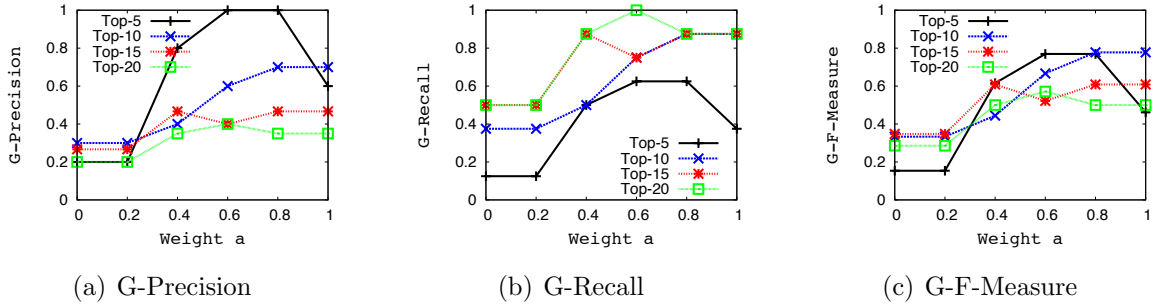 G-Precision
1
0.8
0.6
0.4
0.2
0
Top-5
Top-10
Top-15
Top-20
0 0.2 0.4 0.6 0.8 1
Weight a
(a) G-Precision
G-Recall
1
0.8
0.6
0.4
0.2
0
Top-5
Top-10
Top-15
Top-20
0 0.2 0.4 0.6 0.8 1
Weight a
(b) G-Recall
G-F-Measure
1
0.8
0.6
0.4
0.2
0
Top-5
Top-10
Top-15
Top-20
0 0.2 0.4 0.6 0.8 1
Weight a
(c) G-F-Measure